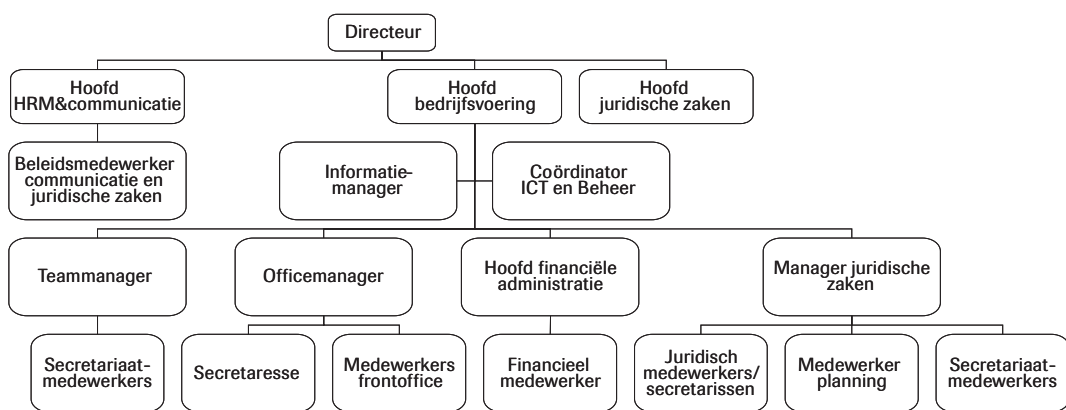 Directeur
Hoofd
HRM&communicatie
Hoofd
bedrijfsvoering
Hoofd
juridische zaken
Beleidsmedewerker
communicatie en
juridische zaken
Informatie-
manager
Coördinator
ICT en Beheer
Teammanager
Officemanager
Hoofd financiële
administratie
Manager juridische
zaken
Secretariaat-
medewerkers
Secretaresse
Medewerkers
frontoffice
Financieel
medewerker
Juridisch
medewerkers/
secretarissen
Medewerker
planning
Secretariaat-
medewerkers